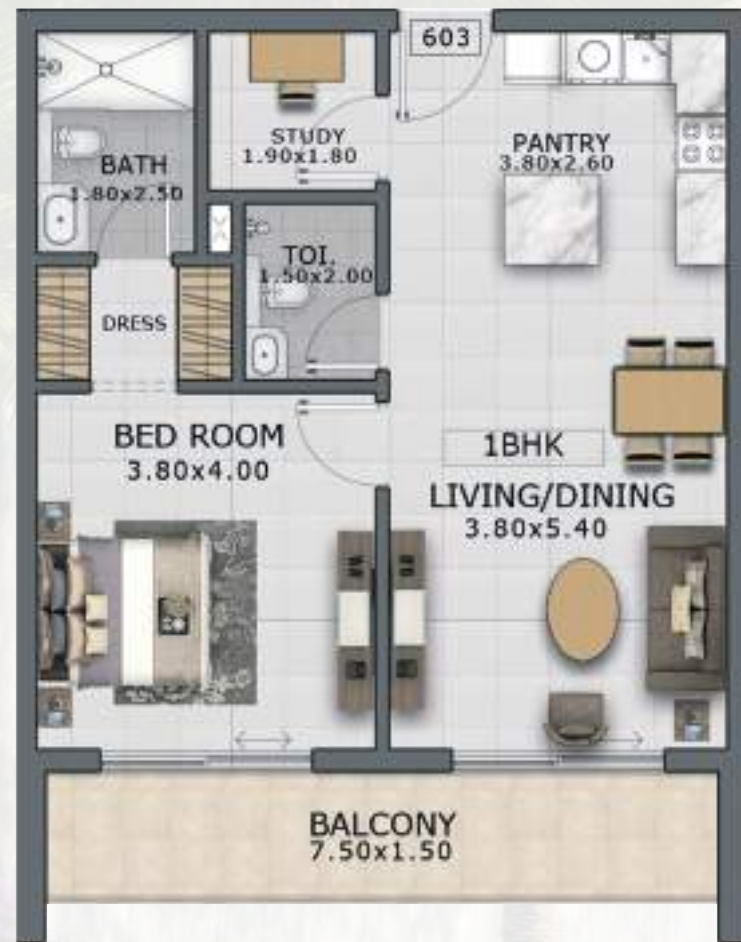 603
STUDY
1.90x1.80
PANTRY
3.80x2.60
BATH
1.80x2.50
TOI.
1.50x2.00
DRESS
BED ROOM
3.80x4.00
1BHK
LIVING/DINING
3.80x5.40
BALCONY
7.50x1.50